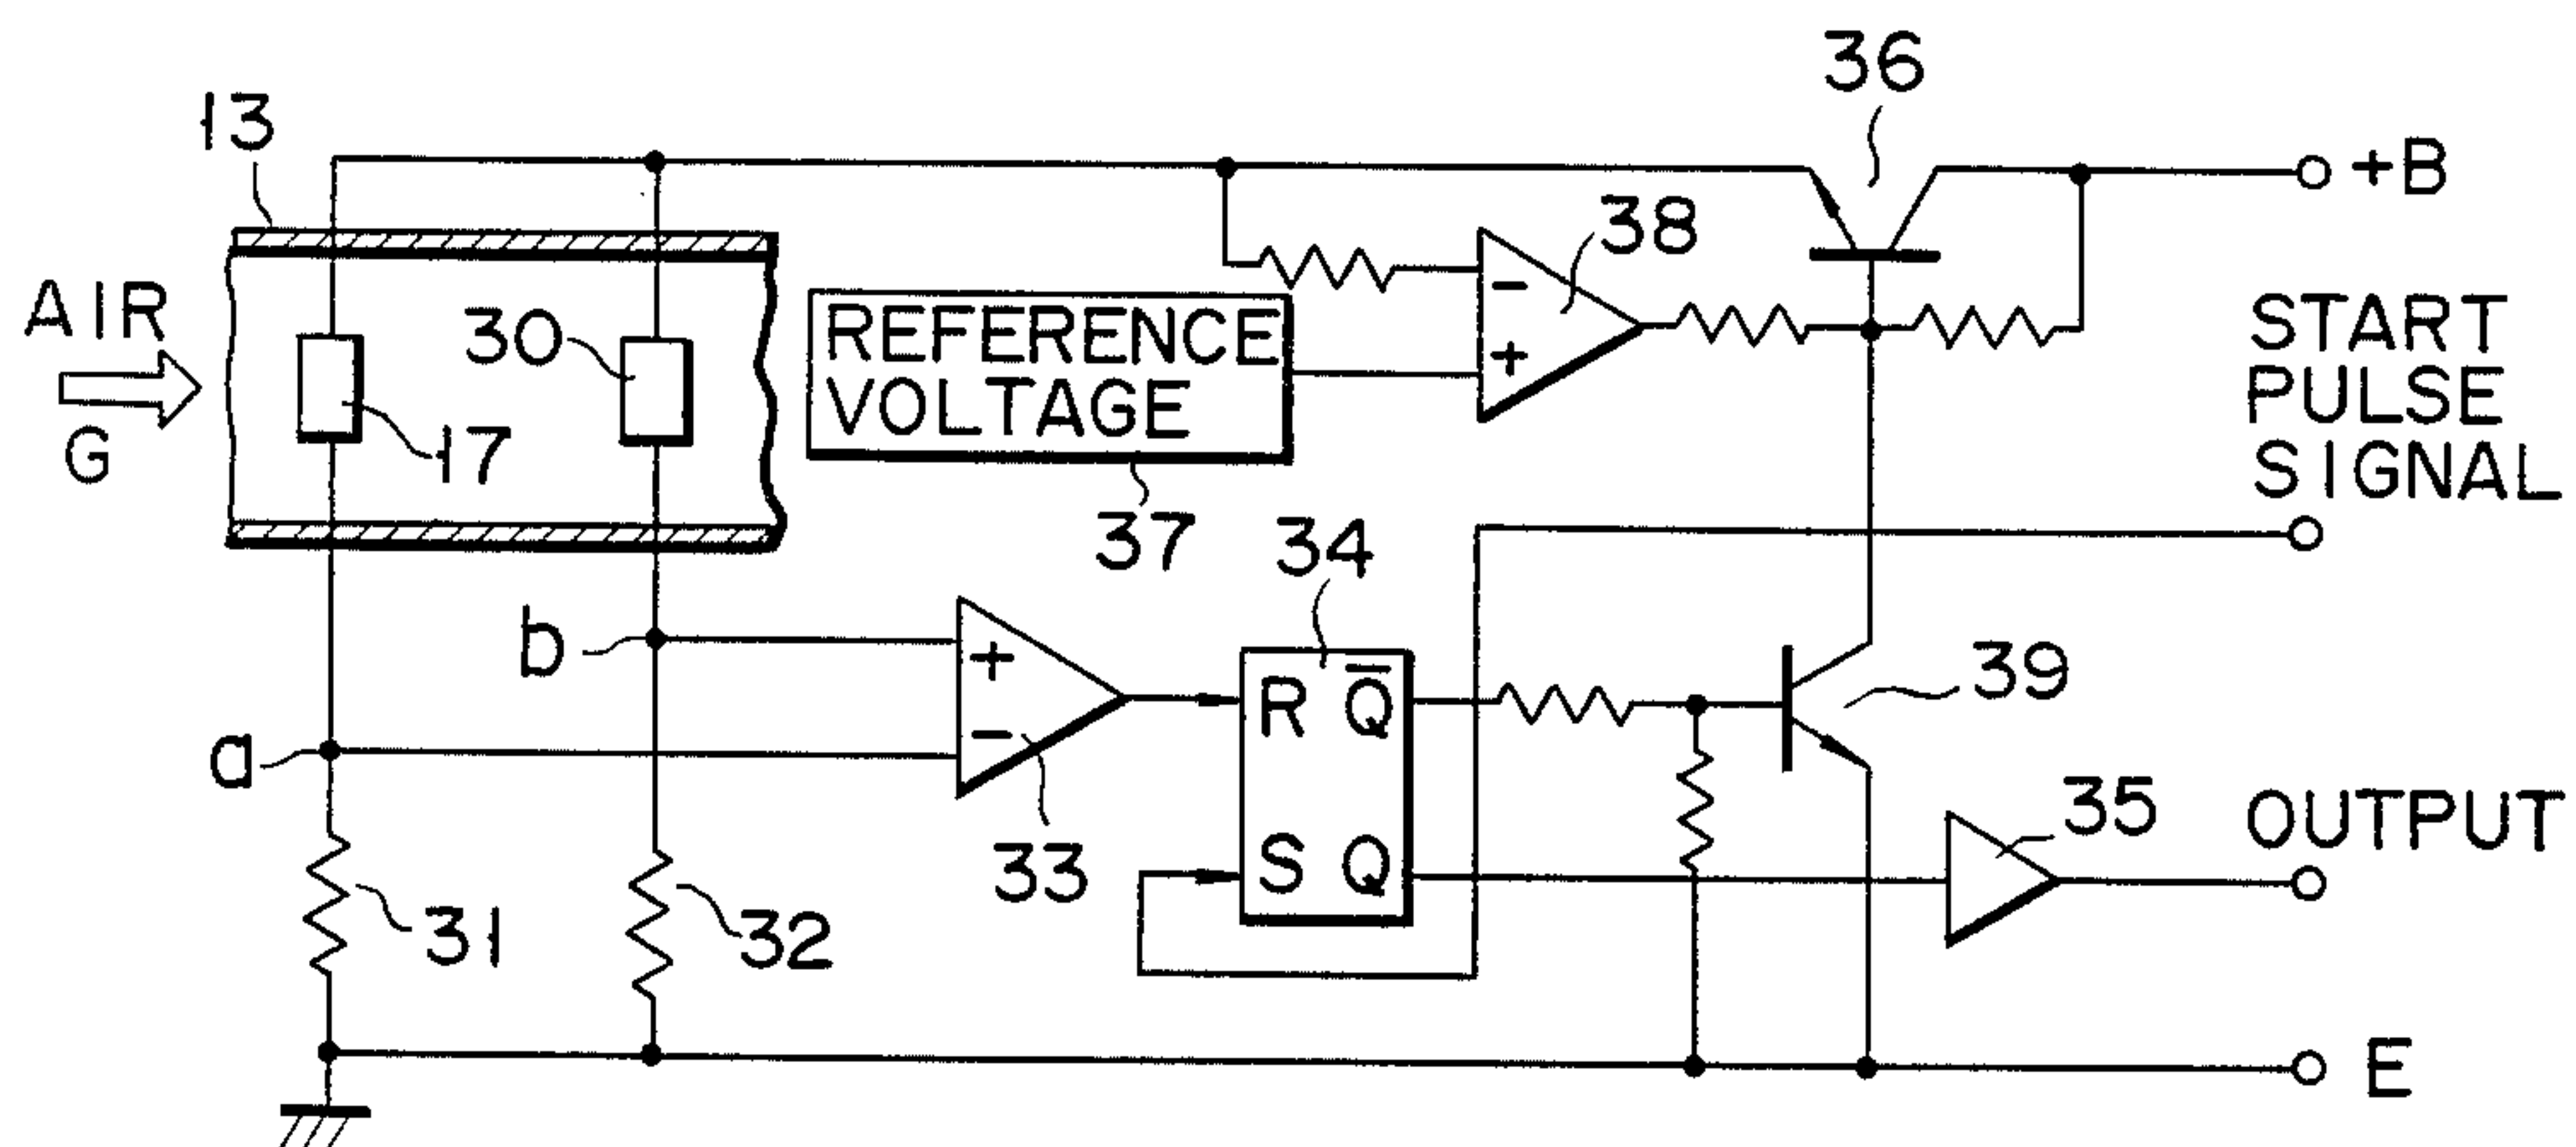 36
13
+B
38
AIR
30
REFERENCE
VOLTAGE
-
+
START
PULSE
SIGNAL
G
17
37
34
b
+
-
R Q̅
39
a
33
S Q
35
OUTPUT
31
32
E